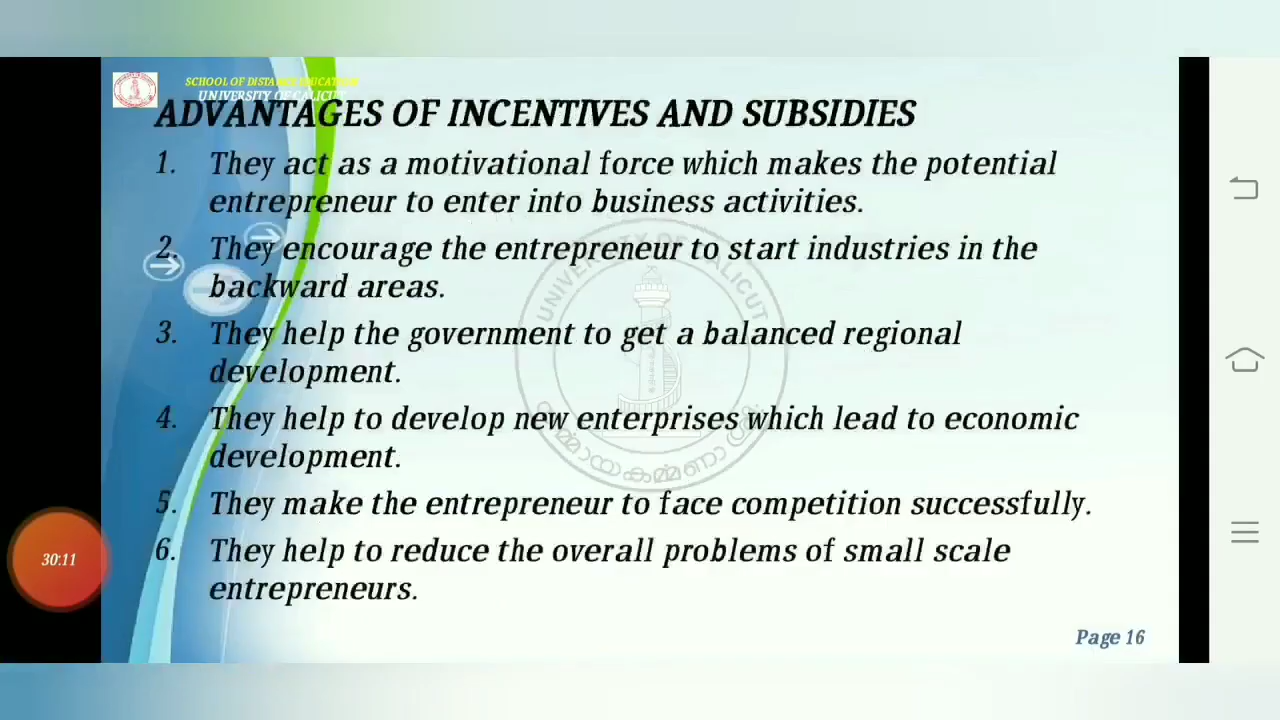 SCHOOL OF DISTANCE EDUCATION
UNIVERSITY OF CALICUT
ADVANTAGES OF INCENTIVES AND SUBSIDIES
1. They act as a motivational force which makes the potential
entrepreneur to enter into business activities.
2. They encourage the entrepreneur to start industries in the
backward areas.
3. They help the government to get a balanced regional
development.
4. They help to develop new enterprises which lead to economic
development.
5. They make the entrepreneur to face competition successfully.
6. They help to reduce the overall problems of small scale
entrepreneurs.
UNIVERSITY OF CALICUT
30:11
Page 16